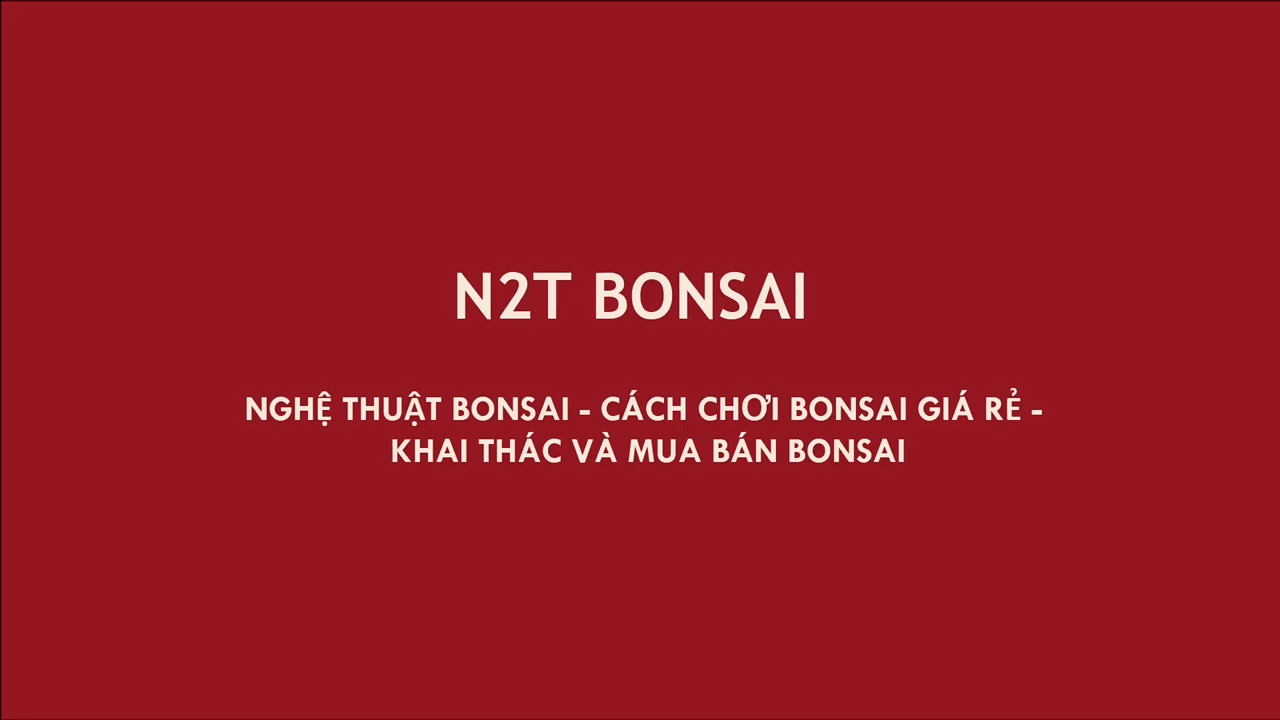 N2T BONSAI
NGHỆ THUẬT BONSAI - CÁCH CHƠI BONSAI GIÁ RẺ -
KHAI THÁC VÀ MUA BÁN BONSAI